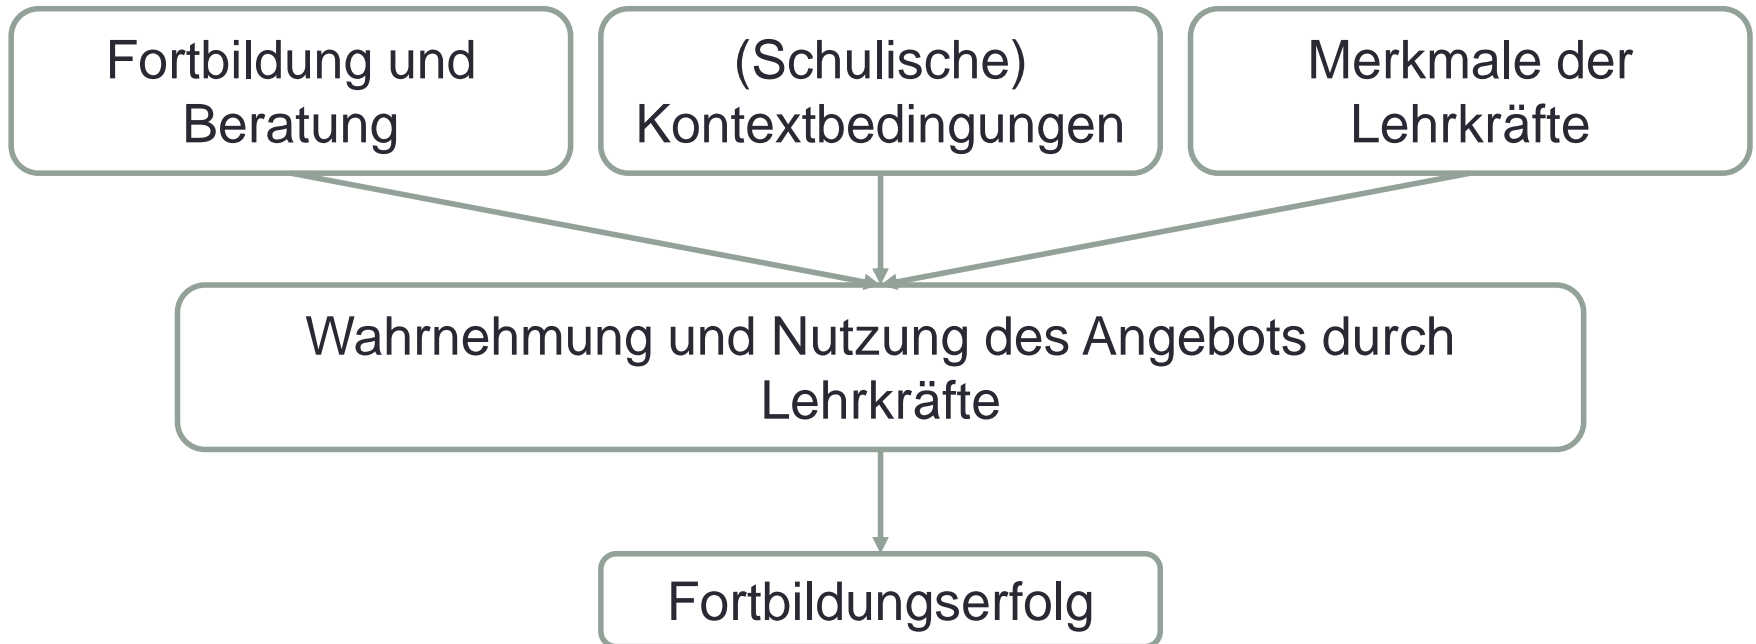 Fortbildung und
Beratung
(Schulische)
Kontextbedingungen
Merkmale der
Lehrkräfte
Wahrnehmung und Nutzung des Angebots durch
Lehrkräfte
Fortbildungserfolg